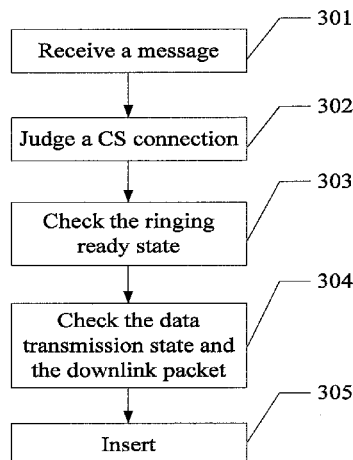 301
Receive a message
302
Judge a CS connection
303
Check the ringing
ready state
304
Check the data
transmission state and
the downlink packet
305
Insert